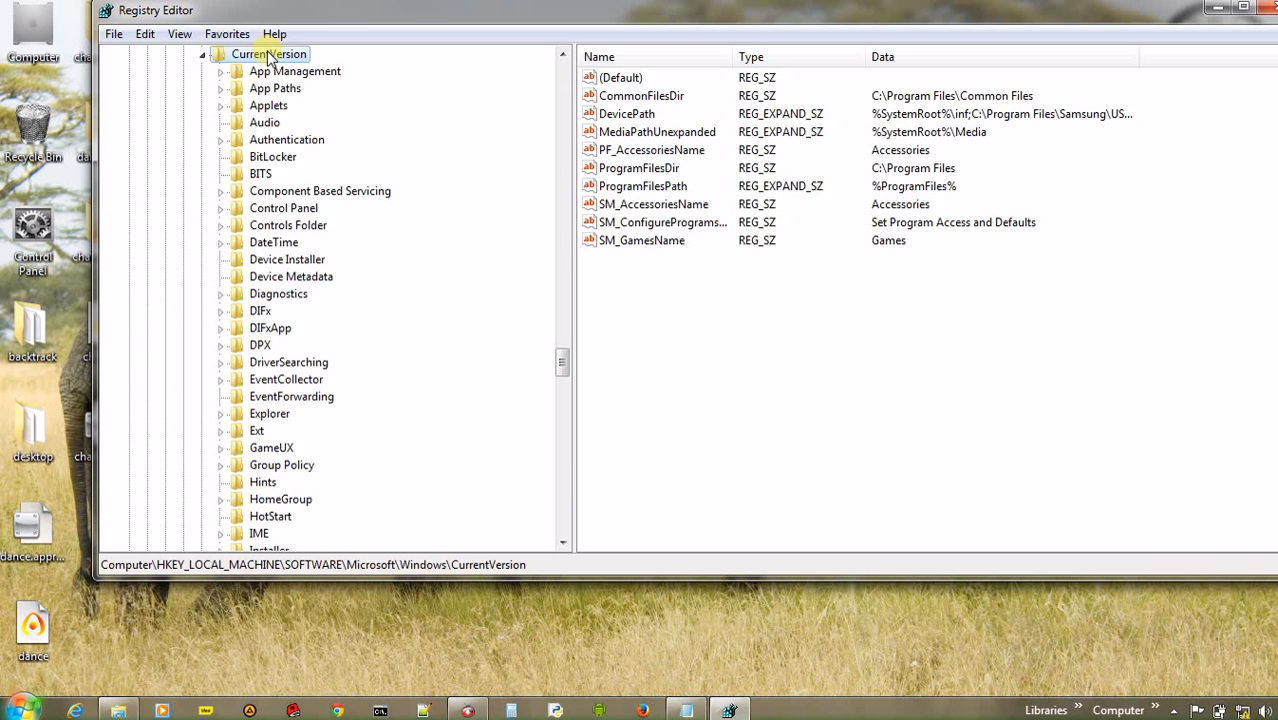 Registry Editor
File Edit View Favorites Help
CurrentVersion
App Management
App Paths
Applets
Audio
Authentication
BitLocker
BITS
Component Based Servicing
Control Panel
Controls Folder
DateTime
Device Installer
Device Metadata
Diagnostics
DIFx
DIFxApp
DPX
DriverSearching
EventCollector
EventForwarding
Explorer
Ext
GameUX
Group Policy
Hints
HomeGroup
HotStart
IME
Installer
Name Type Data
(Default) REG_SZ
CommonFilesDir REG_SZ C:\Program Files\Common Files
DevicePath REG_EXPAND_SZ %SystemRoot%\inf;C:\Program Files\Samsung\US...
MediaPathUnexpanded REG_EXPAND_SZ %SystemRoot%\Media
PF_AccessoriesName REG_SZ Accessories
ProgramFilesDir REG_SZ C:\Program Files
ProgramFilesPath REG_EXPAND_SZ %ProgramFiles%
SM_AccessoriesName REG_SZ Accessories
SM_ConfigurePrograms... REG_SZ Set Program Access and Defaults
SM_GamesName REG_SZ Games
Computer\HKEY_LOCAL_MACHINE\SOFTWARE\Microsoft\Windows\CurrentVersion
Computer
Recycle Bin
Control
Panel
backtrack
desktop
dance.appr...
dance
Libraries » Computer »